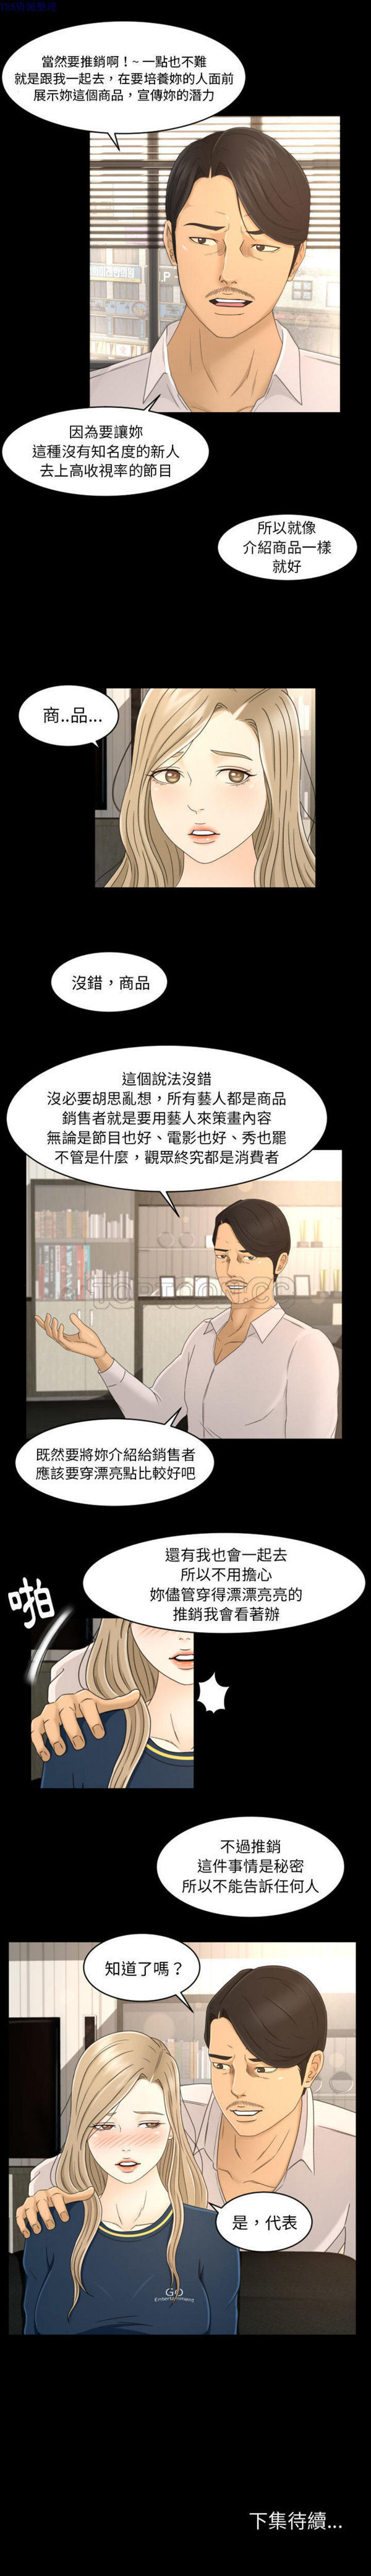 當然要推銷啊！~ 一點也不難
就是跟我一起去，在要培養妳的人面前
展示妳這個商品，宣傳妳的潛力
因為要讓妳
這種沒有知名度的新人
去上高收視率的節目
所以就像
介紹商品一樣
就好
商..品...
沒錯，商品
這個說法沒錯
沒必要胡思亂想，所有藝人都是商品
銷售者就是要用藝人來策畫內容
無論是節目也好、電影也好、秀也罷
不管是什麼，觀眾終究都是消費者
既然要將妳介紹給銷售者
應該要穿漂亮點比較好吧
還有我也會一起去
所以不用擔心
妳儘管穿得漂漂亮亮的
推銷我會看著辦
啪
不過推銷
這件事情是秘密
所以不能告訴任何人
知道了嗎？
是，代表
GO
Entertainment
下集待續...